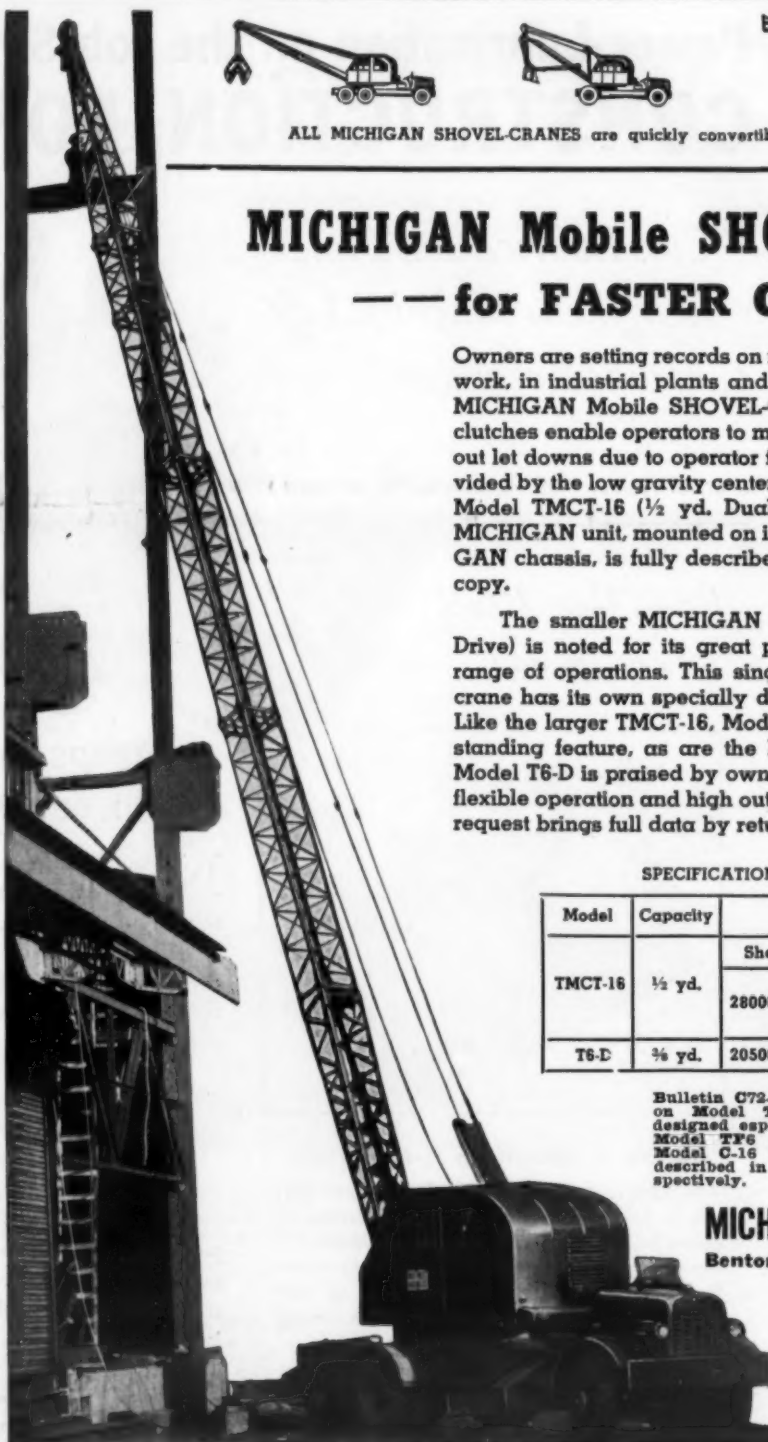 ALL MICHIGAN SHOVEL-CRANES are quickly convertib
MICHIGAN Mobile SHO
——for FASTER
Owners are setting records on
work, in industrial plants and
MICHIGAN Mobile SHOVEL-
clutches enable operators to m
out let downs due to operator f
vided by the low gravity center
Model TMCT-16 (½ yd. Dual
MICHIGAN unit, mounted on i
GAN chassis, is fully describe
copy.
The smaller MICHIGAN
Drive) is noted for its great p
range of operations. This sinc
crane has its own specially d
Like the larger TMCT-16, Mod
standing feature, as are the
Model T6-D is praised by own
flexible operation and high out
request brings full data by retu
SPECIFICATION
Model Capacity
Sho
TMCT-16 ½ yd.
2800
T6-D ⅜ yd. 2050
Bulletin C72-
on Model T
designed esp
Model TF6
Model C-16
described in
spectively.
MICH
Benton